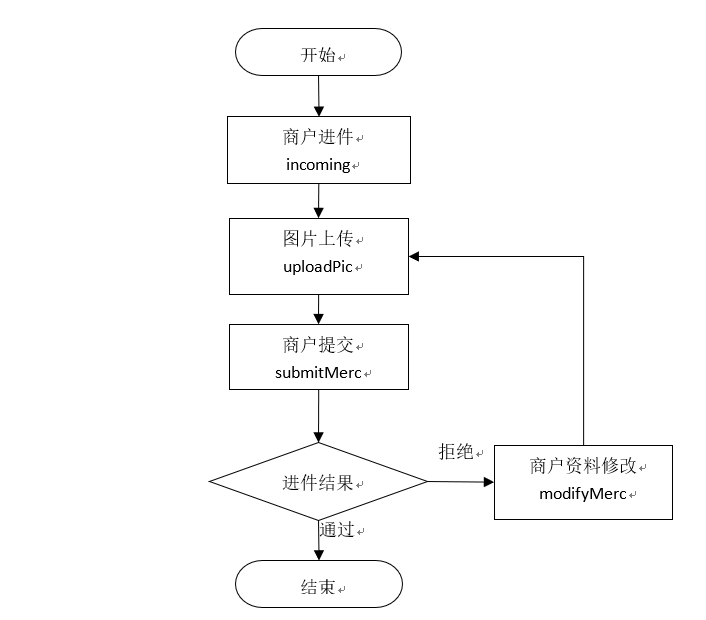 开始
商户进件
incoming
图片上传
uploadPic
商户提交
submitMerc
进件结果
拒绝
商户资料修改
modifyMerc
通过
结束